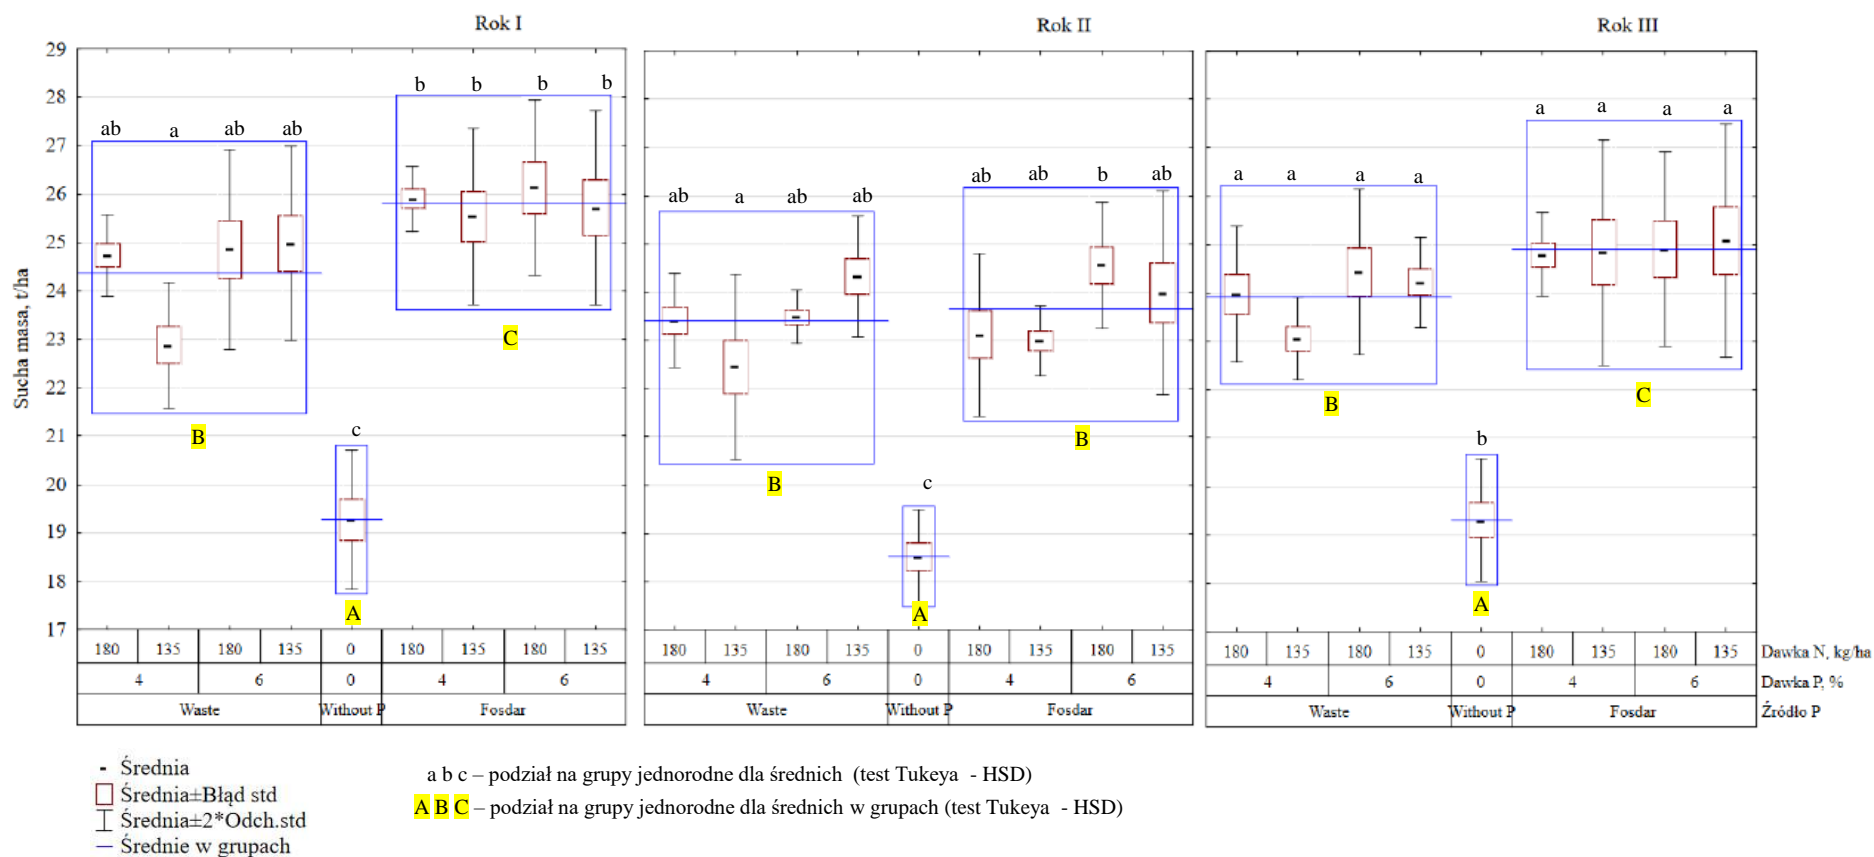 Rok I Rok II Rok III
Sucha masa, t/ha
29
28
27
26
25
24
23
22
21
20
19
18
17
ab a ab ab c b b b b
B A C
ab a ab ab c ab ab b ab
B A B
a a a a b a a a a
B A C
180 135 180 135 0 180 135 180 135 180 135 180 135 0 180 135 180 135 180 135 180 135 0 180 135 180 135 Dawka N, kg/ha
4 6 0 4 6 4 6 0 4 6 4 6 0 4 6 Dawka P, %
Waste Without P Fosdar Waste Without P Fosdar Waste Without P Fosdar Źródło P
Średnia
Średnia±Błąd std
Średnia±2*Odch.std
Średnie w grupach
a b c – podział na grupy jednorodne dla średnich (test Tukeya - HSD)
A B C – podział na grupy jednorodne dla średnich w grupach (test Tukeya - HSD)